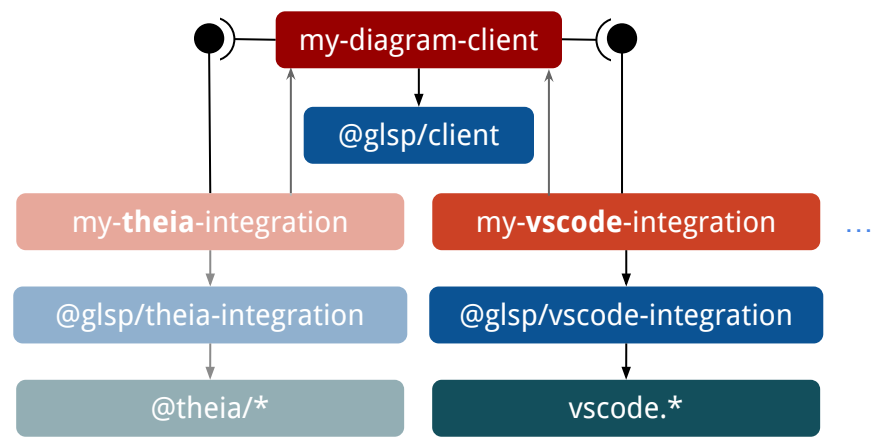 my-diagram-client
@glsp/client
my-theia-integration
my-vscode-integration
...
@glsp/theia-integration
@glsp/vscode-integration
@theia/*
vscode.*